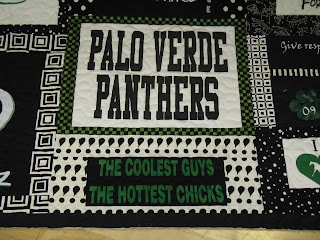 PALO VERDE
PANTHERS
THE COOLEST GUYS
THE HOTTEST CHICKS
Give resp
09
I